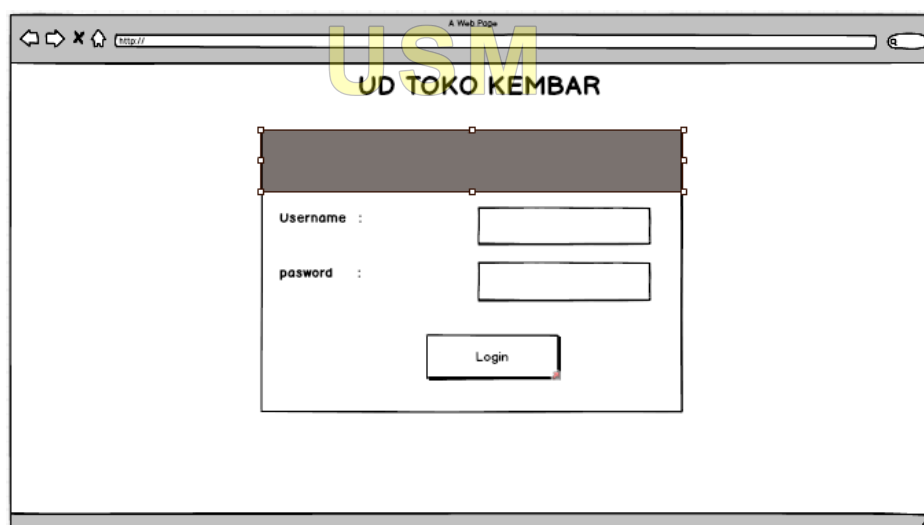 A Web Page
http://
USM
UD TOKO KEMBAR
Username :
pasword :
Login